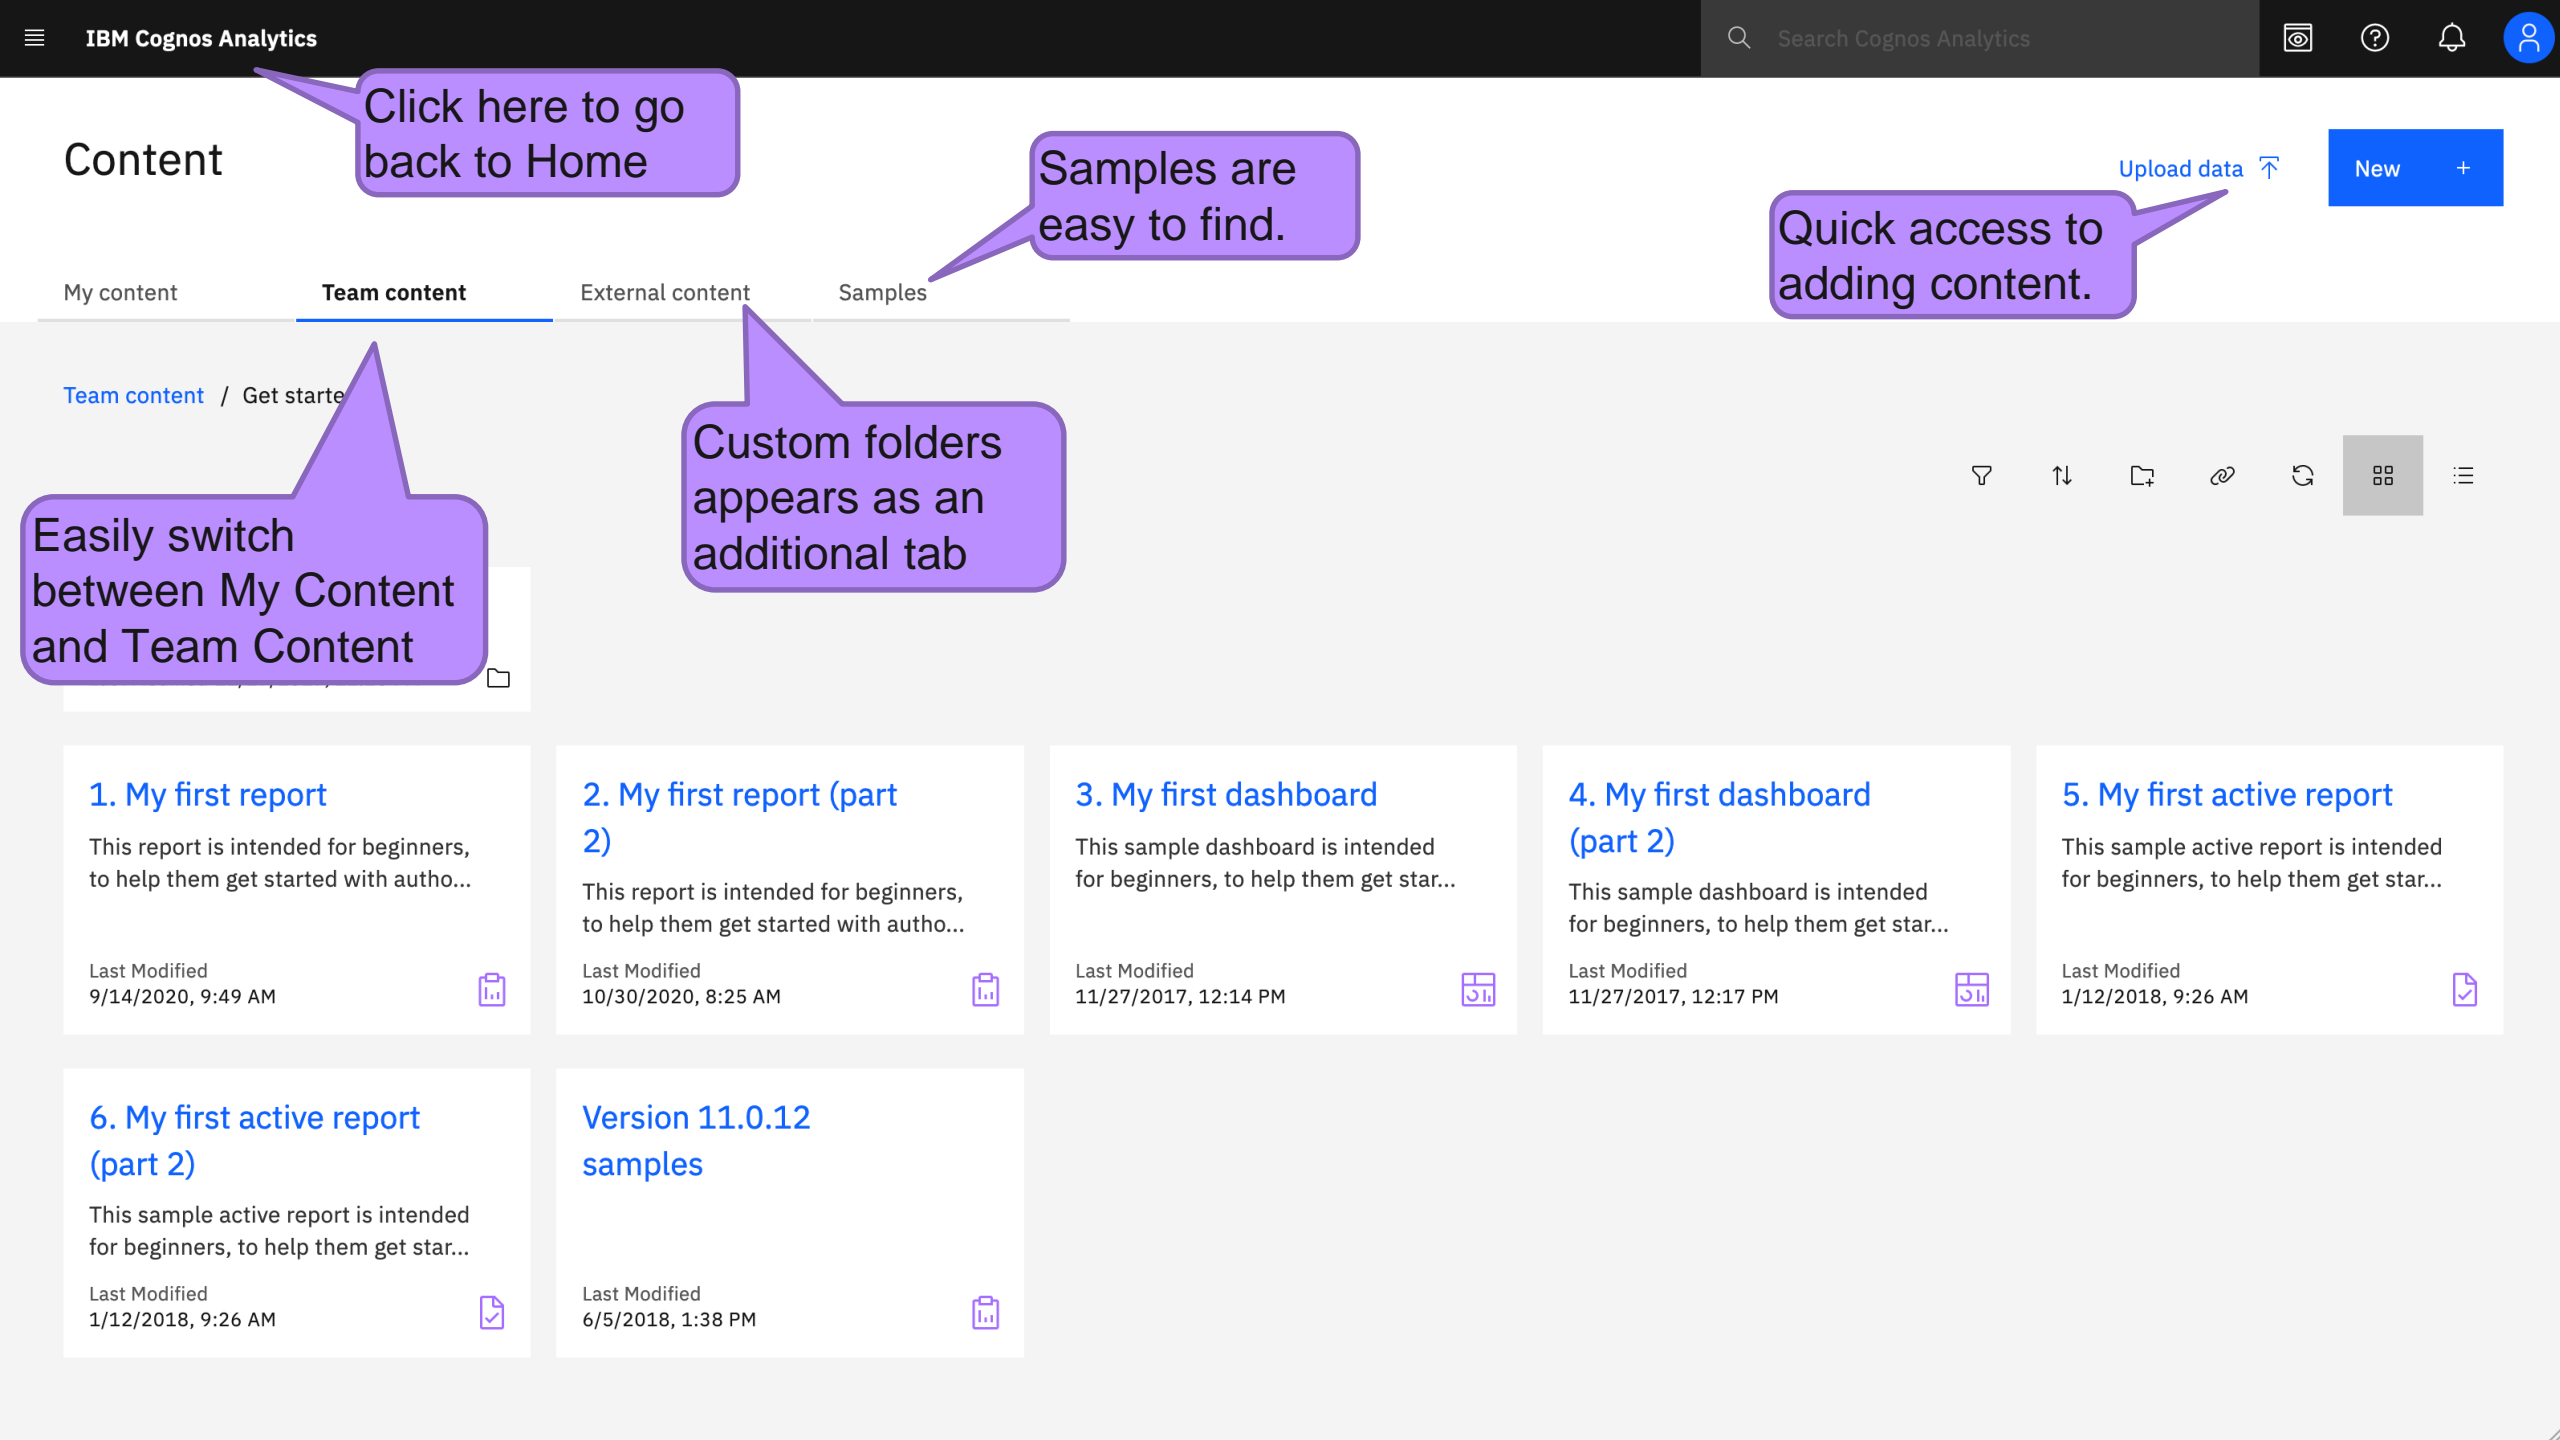 IBM Cognos Analytics
Search Cognos Analytics
Click here to go
back to Home
Content
Samples are
easy to find.
Upload data
New +
Quick access to
adding content.
My content
Team content
External content
Samples
Team content / Get starte
Custom folders
appears as an
additional tab
Easily switch
between My Content
and Team Content
1. My first report
This report is intended for beginners,
to help them get started with autho...
Last Modified
9/14/2020, 9:49 AM
2. My first report (part
2)
This report is intended for beginners,
to help them get started with autho...
Last Modified
10/30/2020, 8:25 AM
3. My first dashboard
This sample dashboard is intended
for beginners, to help them get star...
Last Modified
11/27/2017, 12:14 PM
4. My first dashboard
(part 2)
This sample dashboard is intended
for beginners, to help them get star...
Last Modified
11/27/2017, 12:17 PM
5. My first active report
This sample active report is intended
for beginners, to help them get star...
Last Modified
1/12/2018, 9:26 AM
6. My first active report
(part 2)
This sample active report is intended
for beginners, to help them get star...
Last Modified
1/12/2018, 9:26 AM
Version 11.0.12
samples
Last Modified
6/5/2018, 1:38 PM